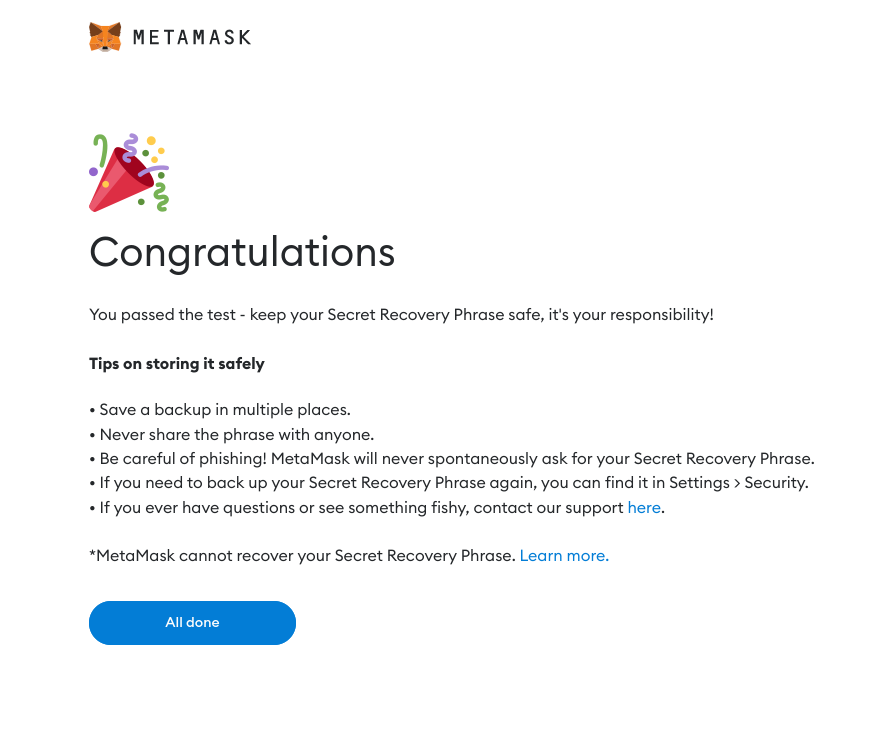 METAMASK
Congratulations
You passed the test - keep your Secret Recovery Phrase safe, it's your responsibility!
Tips on storing it safely
• Save a backup in multiple places.
• Never share the phrase with anyone.
• Be careful of phishing! MetaMask will never spontaneously ask for your Secret Recovery Phrase.
• If you need to back up your Secret Recovery Phrase again, you can find it in Settings > Security.
• If you ever have questions or see something fishy, contact our support here.
*MetaMask cannot recover your Secret Recovery Phrase. Learn more.
All done